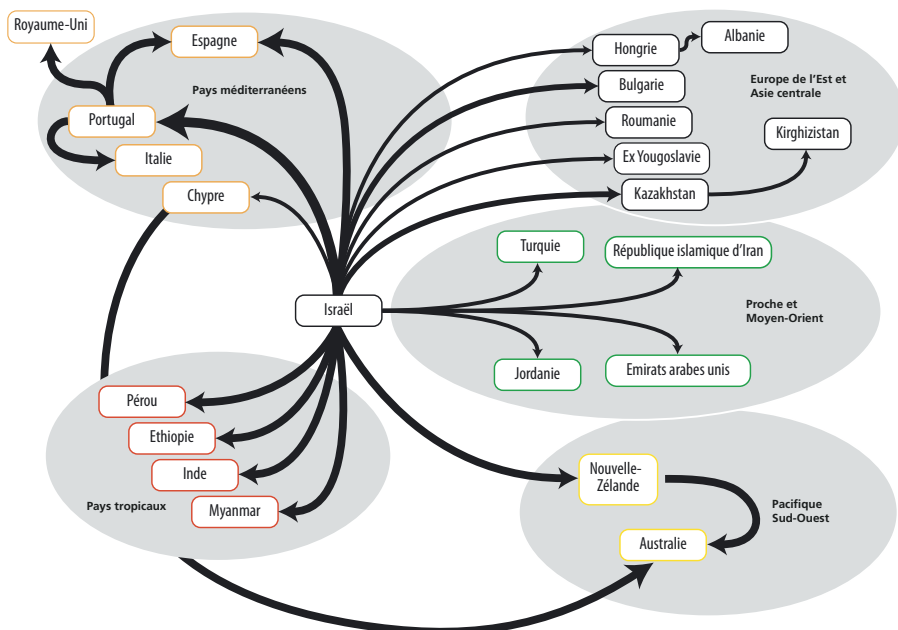 Royaume-Uni
Espagne
Pays méditerranéens
Portugal
Italie
Chypre
Hongrie
Albanie
Bulgarie
Europe de l'Est et
Asie centrale
Roumanie
Kirghizistan
Ex Yougoslavie
Kazakhstan
Turquie
République islamique d'Iran
Israël
Proche et
Moyen-Orient
Jordanie
Emirats arabes unis
Pérou
Ethiopie
Inde
Pays tropicaux
Myanmar
Nouvelle-
Zélande
Pacifique
Sud-Ouest
Australie